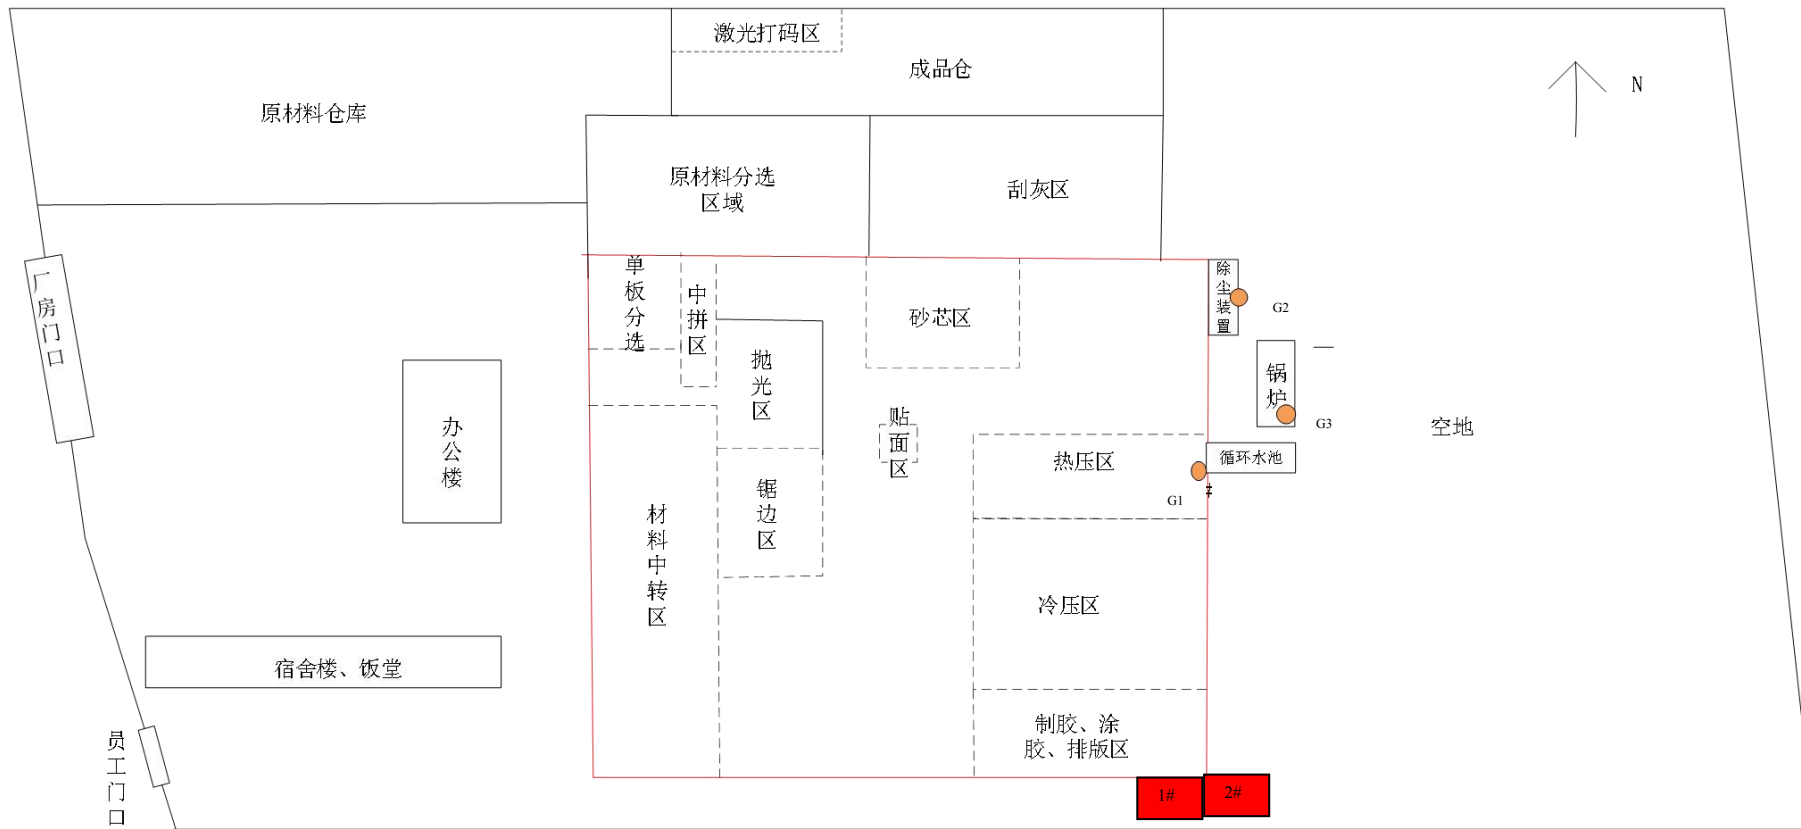 激光打码区
成品仓
N
原材料仓库
原材料分选
区域
刮灰区
厂房门口
单板分选
中拼区
砂芯区
除尘装置
G2
抛光区
锅炉
G3
空地
办公楼
贴面区
热压区
循环水池
G1
锯边区
材料中转区
冷压区
宿舍楼、饭堂
制胶、涂
胶、排版区
员工门口
1#
2#